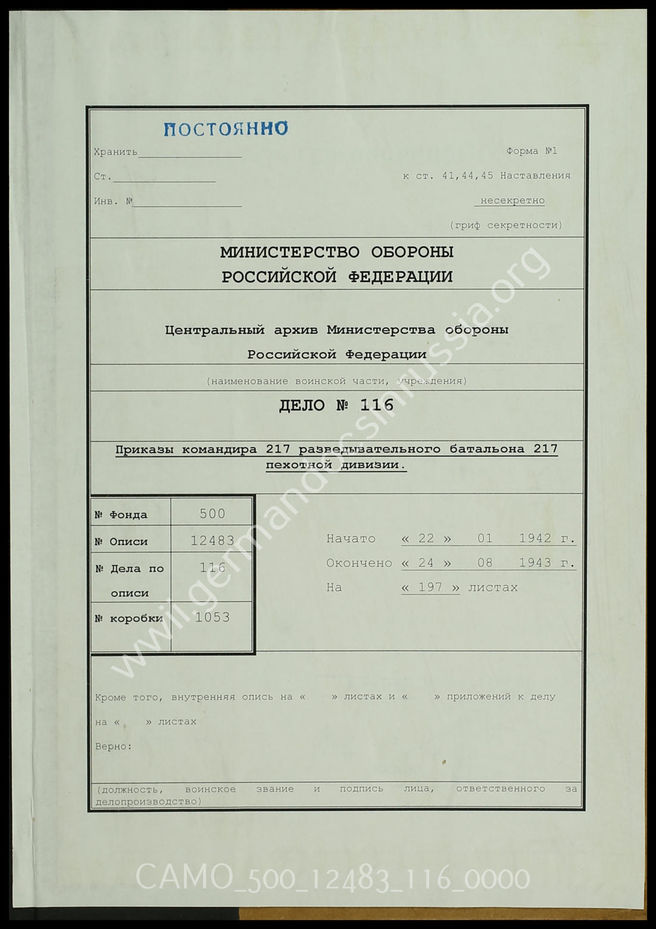 ПОСТОЯННО
Хранить
Форма №1
Ст.
к ст. 41,44,45 Наставления
Инв. №
несекретно
(гриф секретности)
МИНИСТЕРСТВО ОБОРОНЫ
РОССИЙСКОЙ ФЕДЕРАЦИИ
Центральный архив Министерства обороны
Российской Федерации
(наименование воинской части, учреждения)
ДЕЛО № 116
Приказы командира 217 разведывательного батальона 217
пехотной дивизии.
№ Фонда 500
№ Описи 12483
№ Дела по описи 116
№ коробки 1053
Начато « 22 » 01 1942 г.
Окончено « 24 » 08 1943 г.
На « 197 » листах
Кроме того, внутренняя опись на « » листах и « » приложений к делу
на « » листах
Верно:
(должность, воинское звание и подпись лица, ответственного за
делопроизводство)
www.germandocsinrussia.org
CAMO_500_12483_116_0000